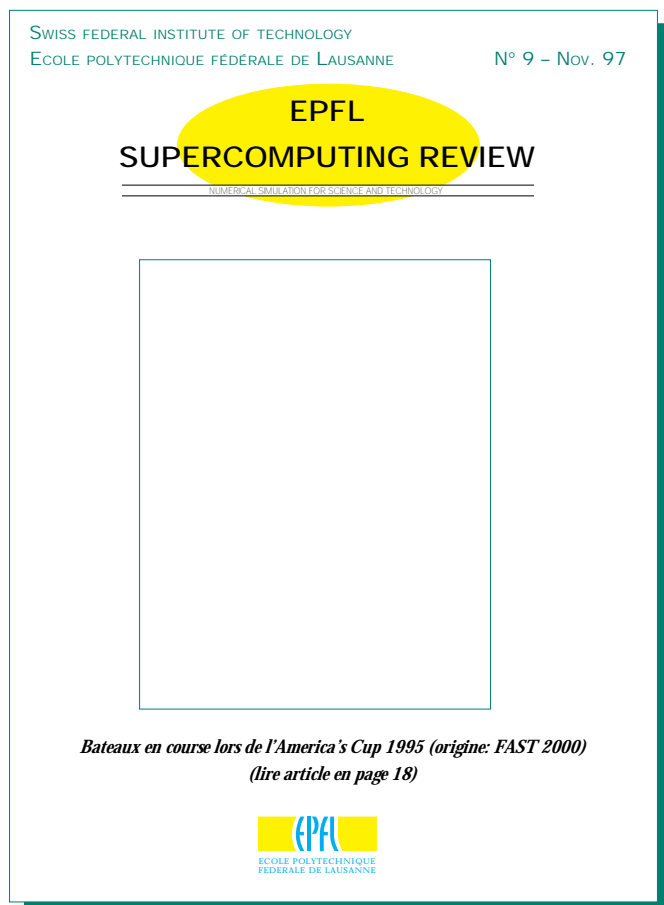 SWISS FEDERAL INSTITUTE OF TECHNOLOGY
ECOLE POLYTECHNIQUE FÉDÉRALE DE LAUSANNE N° 9 – NOV. 97
EPFL
SUPERCOMPUTING REVIEW
NUMERICAL SIMULATION FOR SCIENCE AND TECHNOLOGY
Bateaux en course lors de l'America's Cup 1995 (origine: FAST 2000)
(lire article en page 18)
EPFL
ECOLE POLYTECHNIQUE
FEDERALE DE LAUSANNE